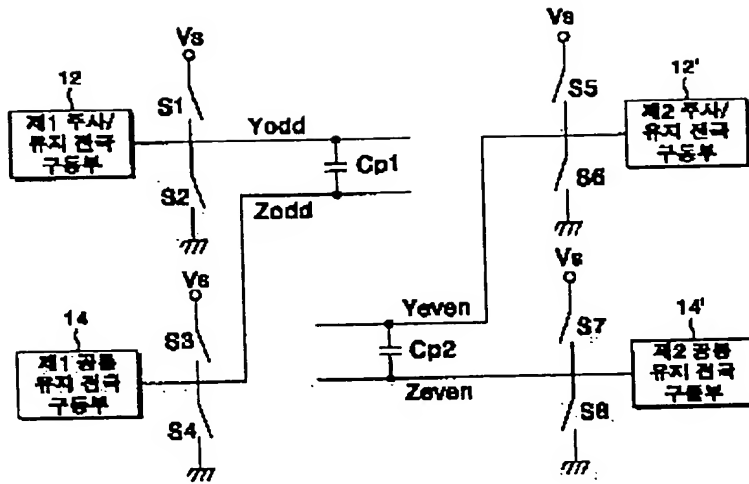 Vs
12
S1
제1 주사/
유지 전극
구동부
Yodd
Cp1
S2
Zodd
Vs
14
S3
제1 공통
유지 전극
구동부
S4
Vs
12'
S5
제2 주사/
유지 전극
구동부
S6
Vs
Yeven
S7
14'
Cp2
제2 공통
유지 전극
구동부
Zeven
S8